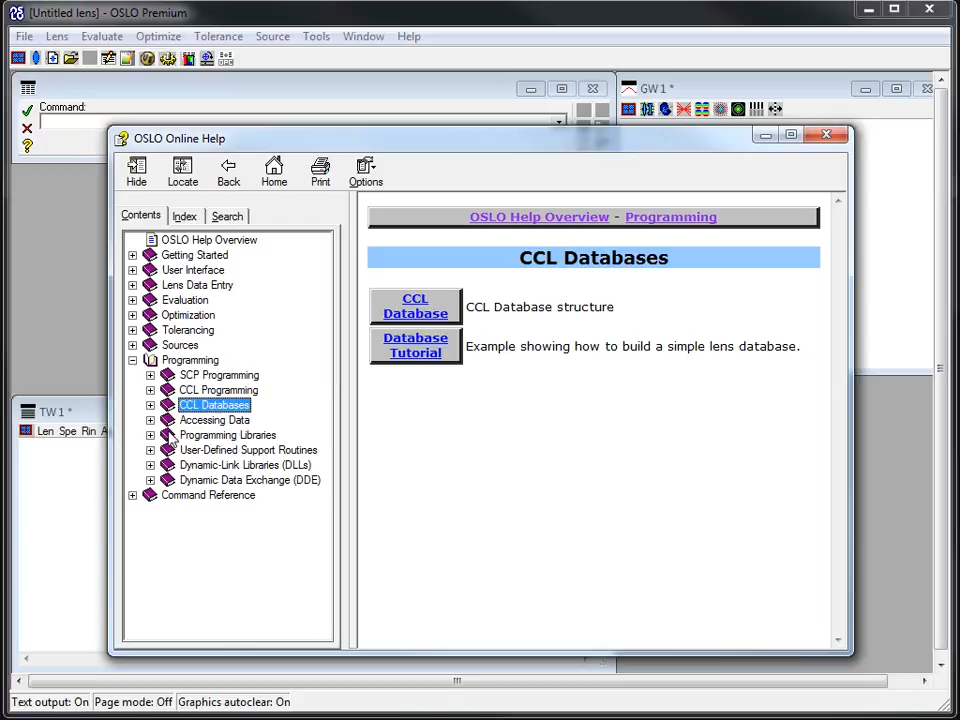 [Untitled lens] - OSLO Premium
File Lens Evaluate Optimize Tolerance Source Tools Window Help
GW1 *
Command:
OSLO Online Help
Hide Locate Back Home Print Options
Contents Index Search
OSLO Help Overview
Getting Started
User Interface
Lens Data Entry
Evaluation
Optimization
Tolerancing
Sources
Programming
SCP Programming
CCL Programming
CCL Databases
Accessing Data
Programming Libraries
User-Defined Support Routines
Dynamic-Link Libraries (DLLs)
Dynamic Data Exchange (DDE)
Command Reference
OSLO Help Overview - Programming
CCL Databases
CCL Database
CCL Database structure
Database Tutorial
Example showing how to build a simple lens database.
TW1 *
Len Spe Rin
Text output: On Page mode: Off Graphics autoclear: On